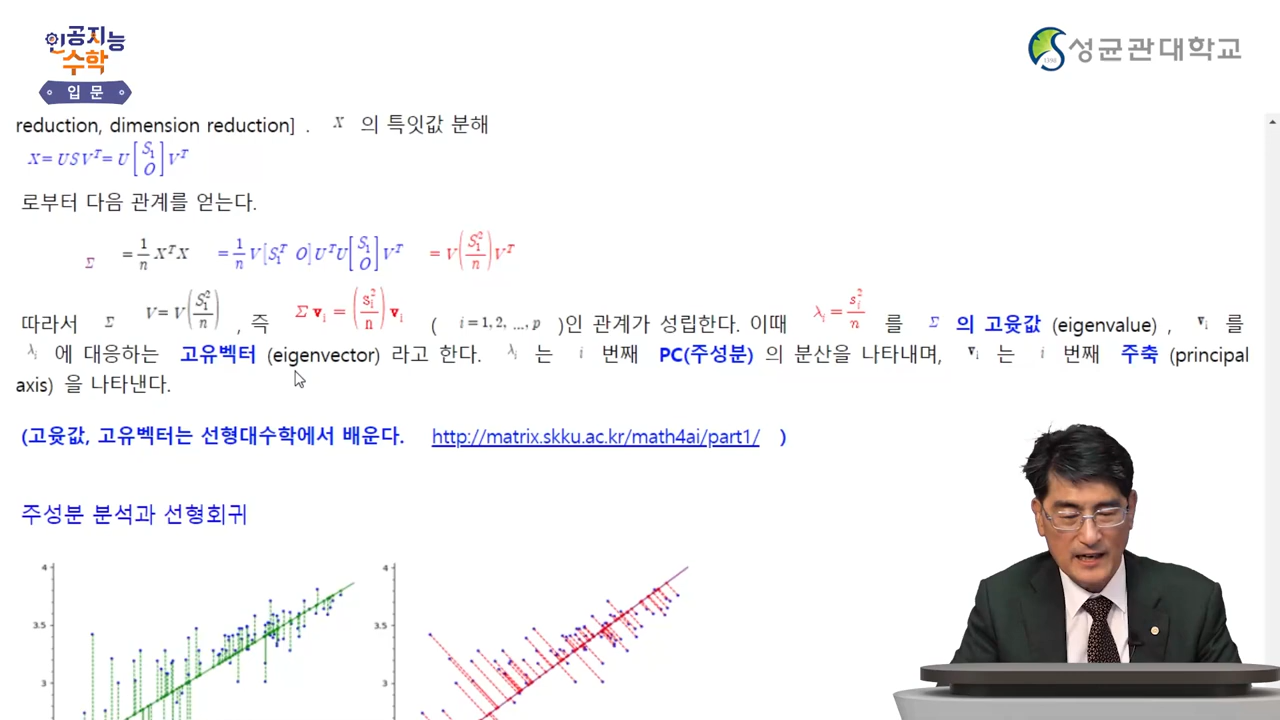 인공지능
수학
입문
성균관대학교
reduction, dimension reduction] . X 의 특잇값 분해
X = USV^T = U [S_1 O] V^T
로부터 다음 관계를 얻는다.
Σ = 1/n X^T X = 1/n V [S_1^T O] U^T U [S_1 O] V^T = V (S_1^2/n) V^T
따라서 Σ V = V (S_1^2/n) , 즉 Σ v_i = (s_i^2/n) v_i ( i = 1, 2, ..., p )인 관계가 성립한다. 이때 λ_i = s_i^2/n 를 Σ 의 고윳값 (eigenvalue) , v_i 를
λ_i 에 대응하는 고유벡터 (eigenvector) 라고 한다. λ_i 는 i 번째 PC(주성분) 의 분산을 나타내며, v_i 는 i 번째 주축 (principal
axis) 을 나타낸다.
(고윳값, 고유벡터는 선형대수학에서 배운다. http://matrix.skku.ac.kr/math4ai/part1/ )
주성분 분석과 선형회귀
4 4
3.5 3.5
3 3